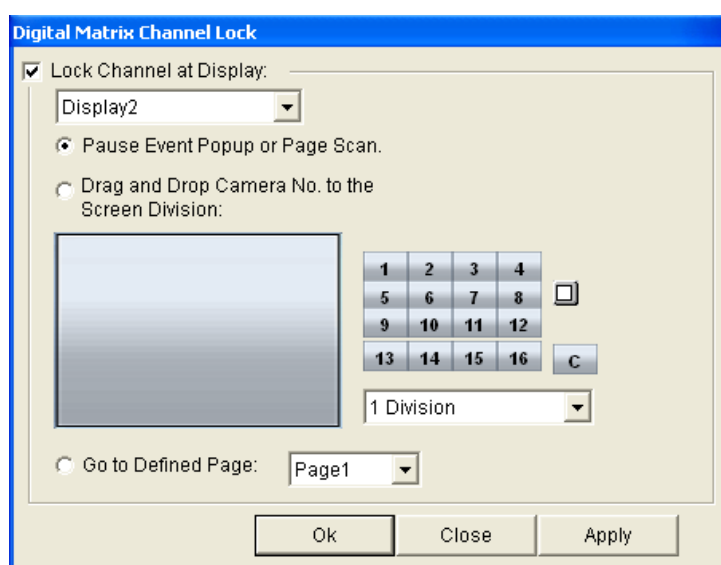 Digital Matrix Channel Lock
Lock Channel at Display:
Display2
Pause Event Popup or Page Scan.
Drag and Drop Camera No. to the
Screen Division:
1 2 3 4
5 6 7 8
9 10 11 12
13 14 15 16 C
1 Division
Go to Defined Page: Page1
Ok Close Apply